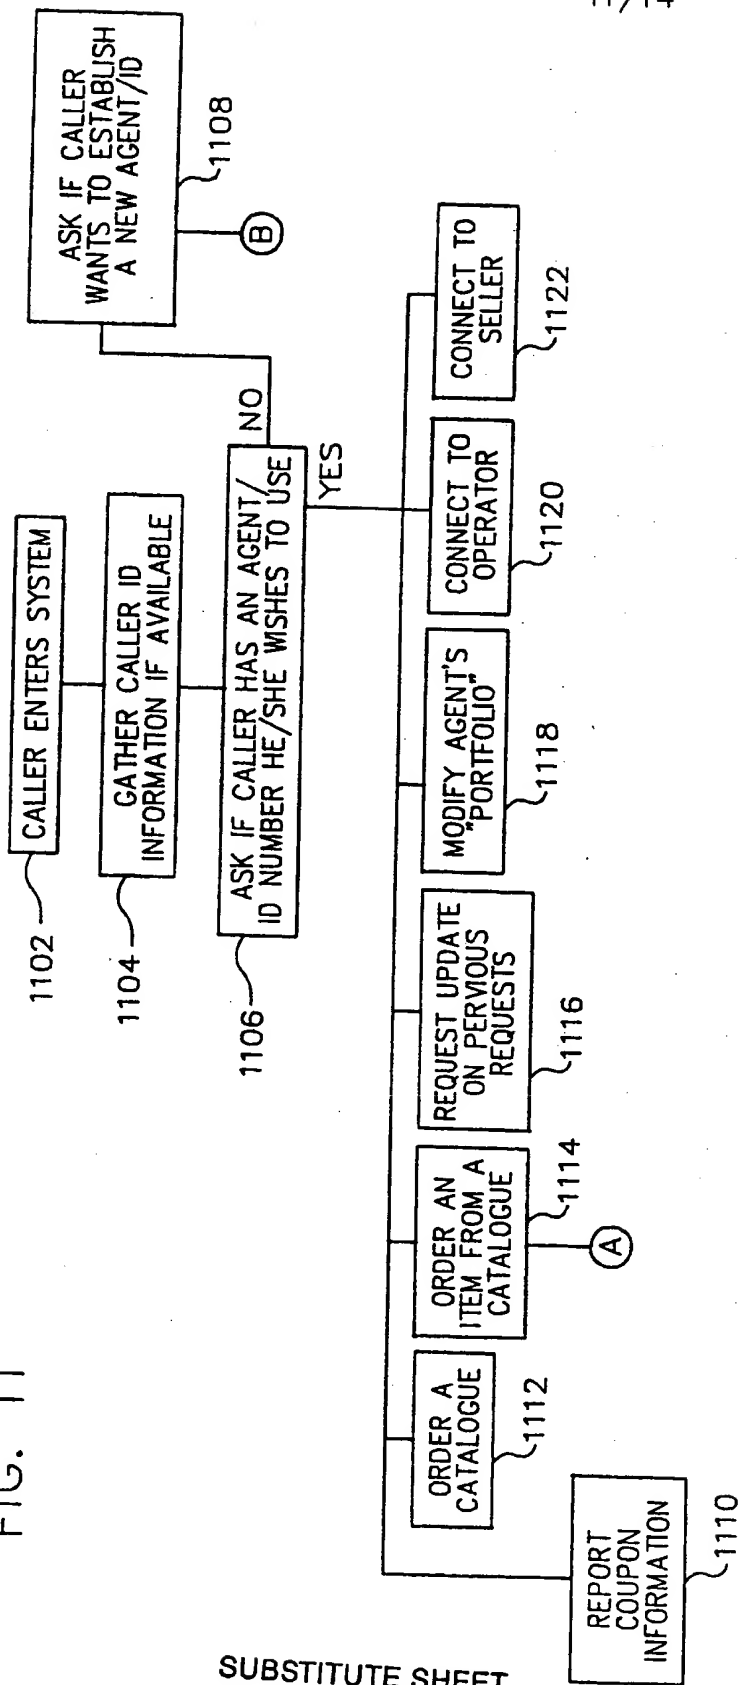 11/14
FIG. 11
1102
CALLER ENTERS SYSTEM
1104
GATHER CALLER ID
INFORMATION IF AVAILABLE
1106
ASK IF CALLER HAS AN AGENT/
ID NUMBER HE/SHE WISHES TO USE
NO
YES
ASK IF CALLER
WANTS TO ESTABLISH
A NEW AGENT/ID
1108
B
REPORT
COUPON
INFORMATION
1110
ORDER A
CATALOGUE
1112
ORDER AN
ITEM FROM A
CATALOGUE
1114
A
REQUEST UPDATE
ON PERVIOUS
REQUESTS
1116
MODIFY AGENT'S
"PORTFOLIO"
1118
CONNECT TO
OPERATOR
1120
CONNECT TO
SELLER
1122
SUBSTITUTE SHEET